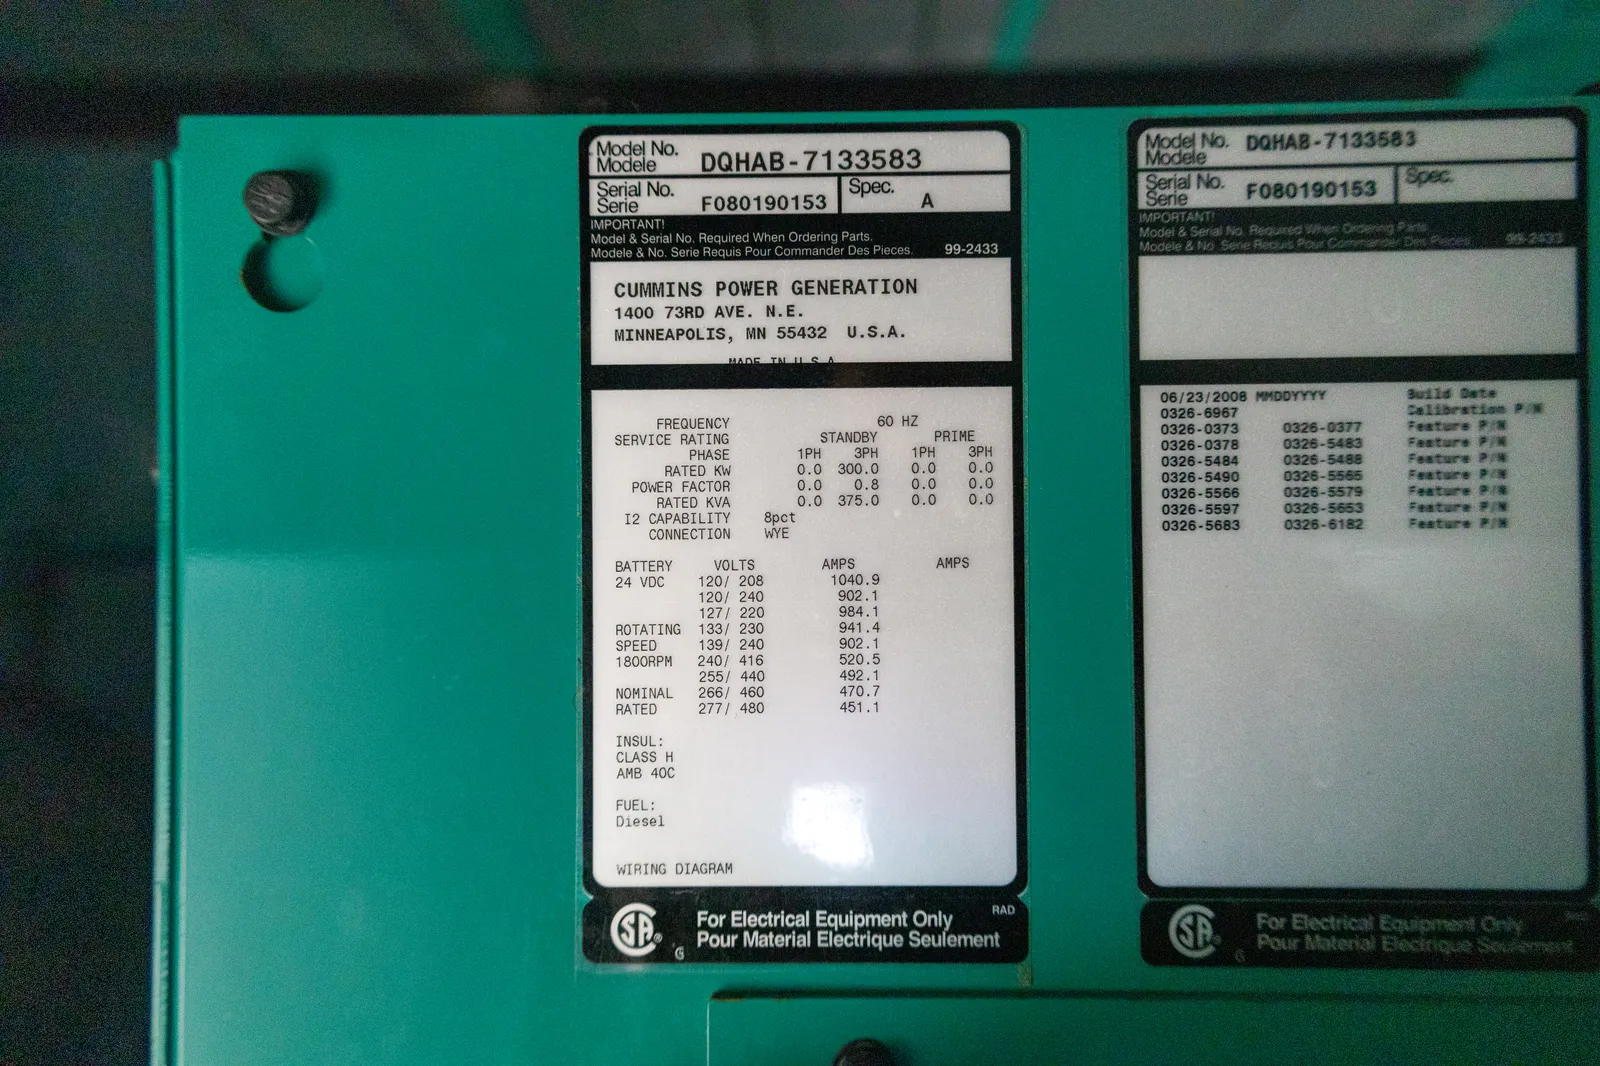 Model No. DQHAB-7133583
Modele
Serial No. F080190153 Spec. A
Serie
IMPORTANT!
Model & Serial No. Required When Ordering Parts.
Modele & No. Serie Requis Pour Commander Des Pieces. 99-2433
CUMMINS POWER GENERATION
1400 73RD AVE. N.E.
MINNEAPOLIS, MN 55432 U.S.A.
MADE IN U.S.A.
FREQUENCY 60 HZ
SERVICE RATING STANDBY PRIME
PHASE 1PH 3PH 1PH 3PH
RATED KW 0.0 300.0 0.0 0.0
POWER FACTOR 0.0 0.8 0.0 0.0
RATED KVA 0.0 375.0 0.0 0.0
I2 CAPABILITY 8pct
CONNECTION WYE
BATTERY VOLTS AMPS AMPS
24 VDC 120/ 208 1040.9
120/ 240 902.1
127/ 220 984.1
ROTATING 133/ 230 941.4
SPEED 139/ 240 902.1
1800RPM 240/ 416 520.5
255/ 440 492.1
NOMINAL 266/ 460 470.7
RATED 277/ 480 451.1
INSUL:
CLASS H
AMB 40C
FUEL:
Diesel
WIRING DIAGRAM
SA® For Electrical Equipment Only RAD
Pour Material Electrique Seulement
G
Model No. DQHAB-7133583
Modele
Serial No. F080190153 Spec.
Serie
IMPORTANT!
Model & Serial No. Required When Ordering Parts.
Modele & No. Serie Requis Pour Commander Des Pieces. 99-2433
06/23/2008 MMDDYYYY Build Date
0326-6967 Calibration P/N
0326-0373 0326-0377 Feature P/N
0326-0378 0326-5483 Feature P/N
0326-5484 0326-5488 Feature P/N
0326-5490 0326-5565 Feature P/N
0326-5566 0326-5579 Feature P/N
0326-5597 0326-5653 Feature P/N
0326-5683 0326-6182 Feature P/N
SA® For Electrical Equipment Only RAD
Pour Material Electrique Seulement
G